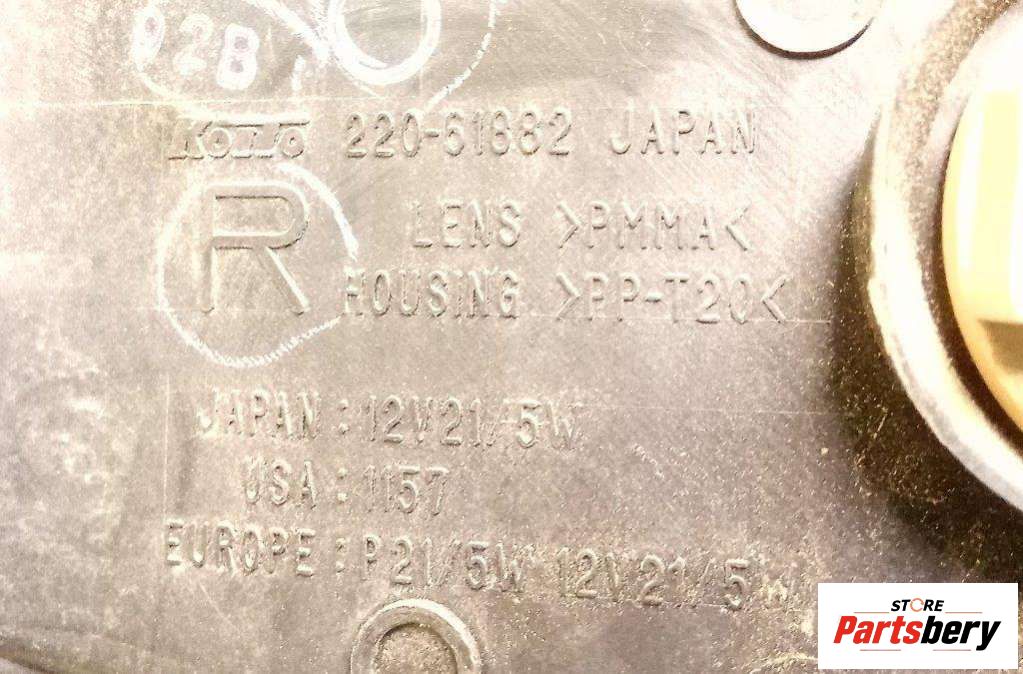 92B
KOITO 220-61882 JAPAN
R
LENS >PMMA<
HOUSING >PP-T20<
JAPAN : 12V21/5W
USA : 1157
EUROPE : P21/5W 12V21/5W
STORE
Partsbery